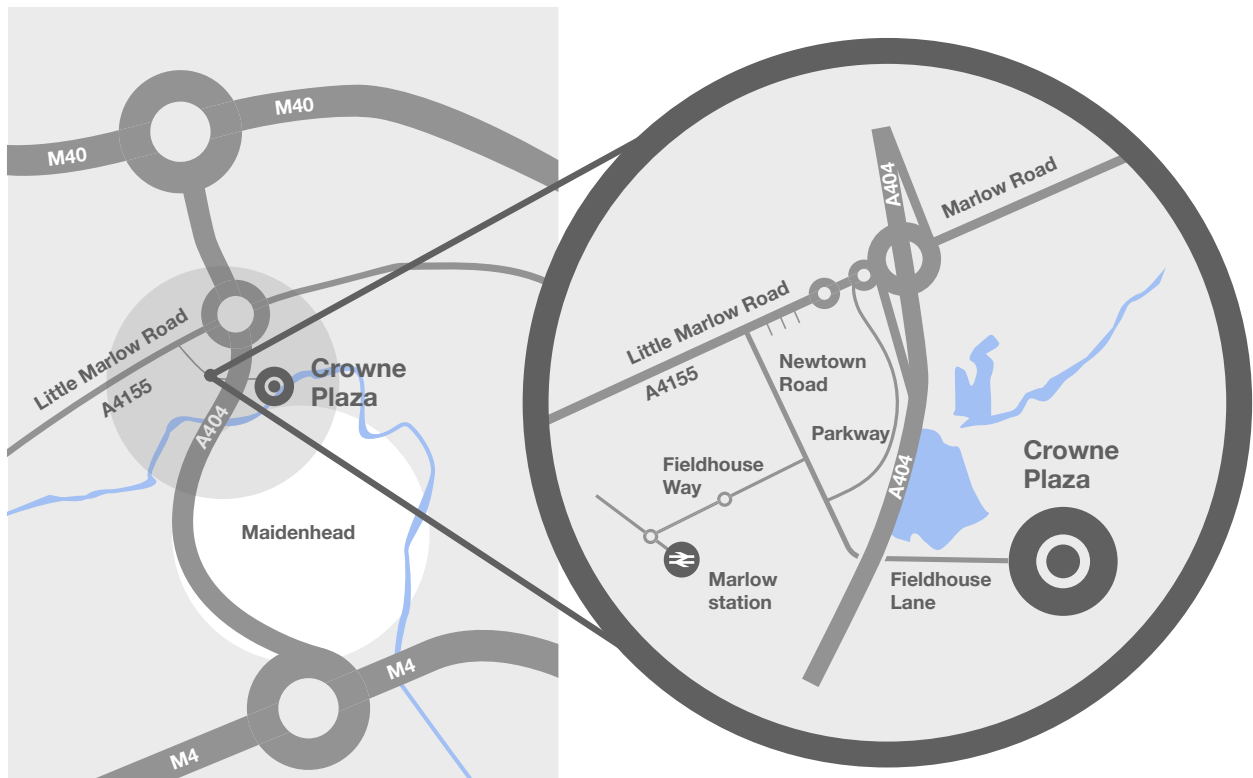 M40
M40
Little Marlow Road
A4155
Crowne
Plaza
A404
Maidenhead
M4
M4
A404
Marlow Road
Little Marlow Road
A4155
Newtown
Road
Parkway
Fieldhouse
Way
A404
Crowne
Plaza
Marlow
station
Fieldhouse
Lane